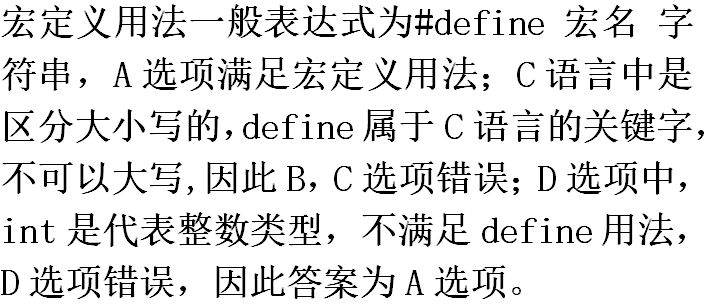 宏定义用法一般表达式为#define 宏名 字
符串，A 选项满足宏定义用法；C 语言中是
区分大小写的，define 属于 C 语言的关键字，
不可以大写,因此 B，C 选项错误；D 选项中，
int 是代表整数类型，不满足 define 用法，
D 选项错误，因此答案为 A 选项。